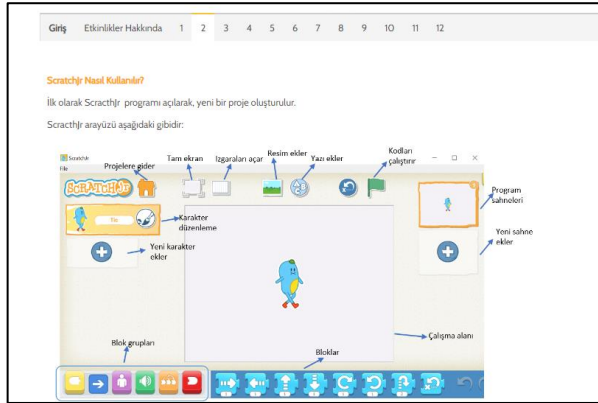 Giriş Etkinlikler Hakkında 1 2 3 4 5 6 7 8 9 10 11 12
ScratchJr Nasıl Kullanılır?
İlk olarak ScracthJr programı açılarak, yeni bir proje oluşturulur.
ScracthJr arayüzü aşağıdaki gibidir:
ScratchJr
File
Projelere gider
Tam ekran
Izgaraları açar
Resim ekler
Yazı ekler
Kodları
çalıştırır
SCRATCHJR
Karakter
düzenleme
Program
sahneleri
Yeni karakter
ekler
Yeni sahne
ekler
Çalışma alanı
Blok grupları
Bloklar